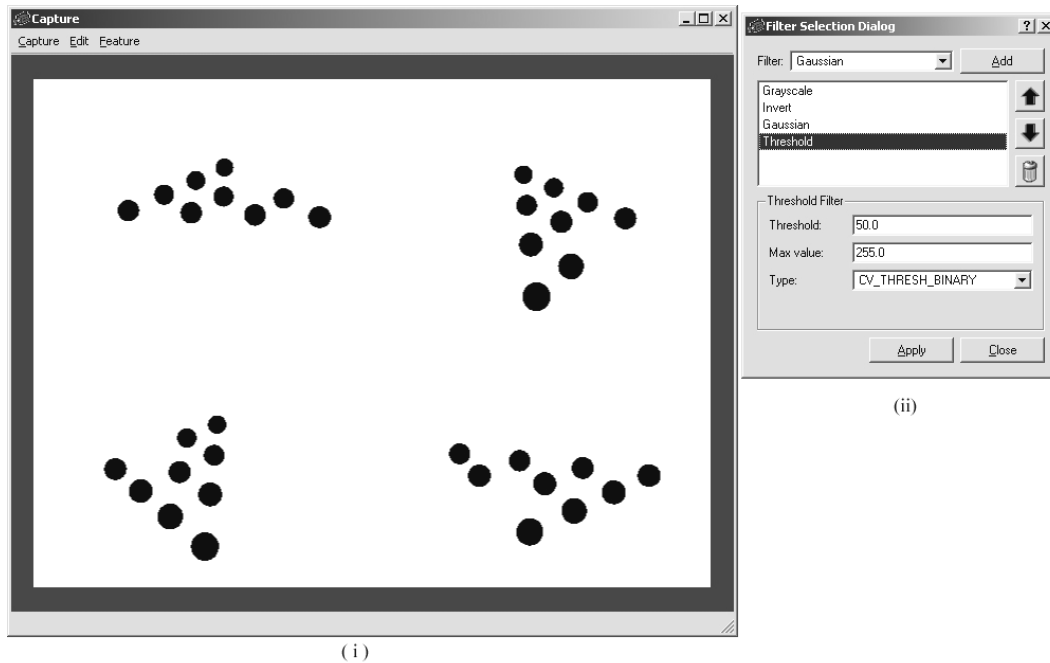 Capture
Capture Edit Feature
( i )
Filter Selection Dialog
Filter: Gaussian Add
Grayscale
Invert
Gaussian
Threshold
Threshold Filter
Threshold: 50.0
Max value: 255.0
Type: CV_THRESH_BINARY
Apply Close
(ii)